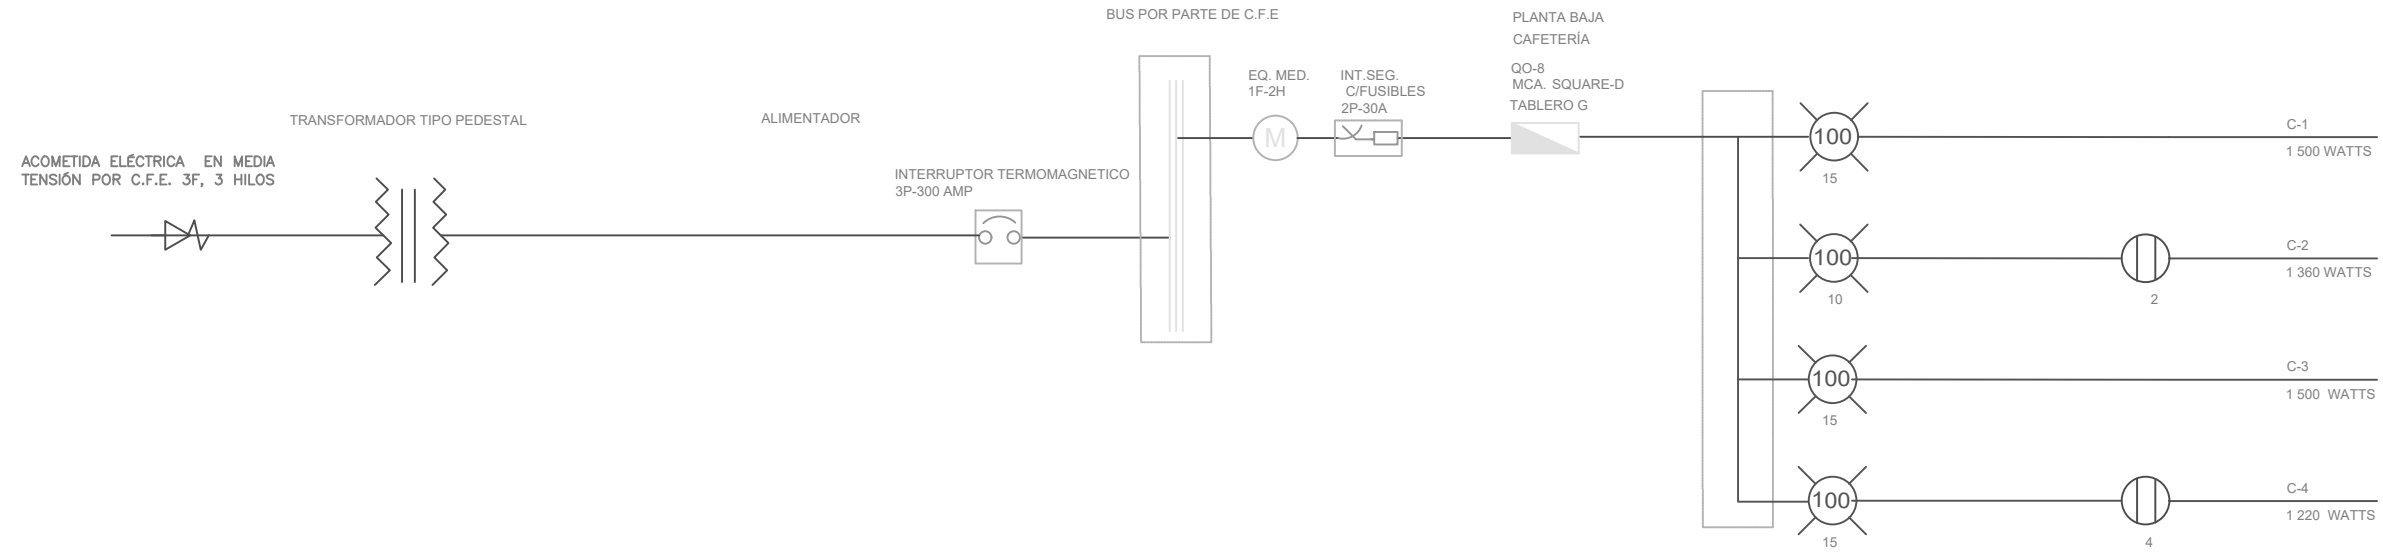 BUS POR PARTE DE C.F.E
PLANTA BAJA
CAFETERÍA
QO-8
MCA. SQUARE-D
TABLERO G
EQ. MED.
1F-2H
INT.SEG.
C/FUSIBLES
2P-30A
TRANSFORMADOR TIPO PEDESTAL
ALIMENTADOR
ACOMETIDA ELÉCTRICA EN MEDIA
TENSIÓN POR C.F.E. 3F, 3 HILOS
INTERRUPTOR TERMOMAGNETICO
3P-300 AMP
M
100
15
C-1
1 500 WATTS
100
10
2
C-2
1 360 WATTS
100
15
C-3
1 500 WATTS
100
15
4
C-4
1 220 WATTS